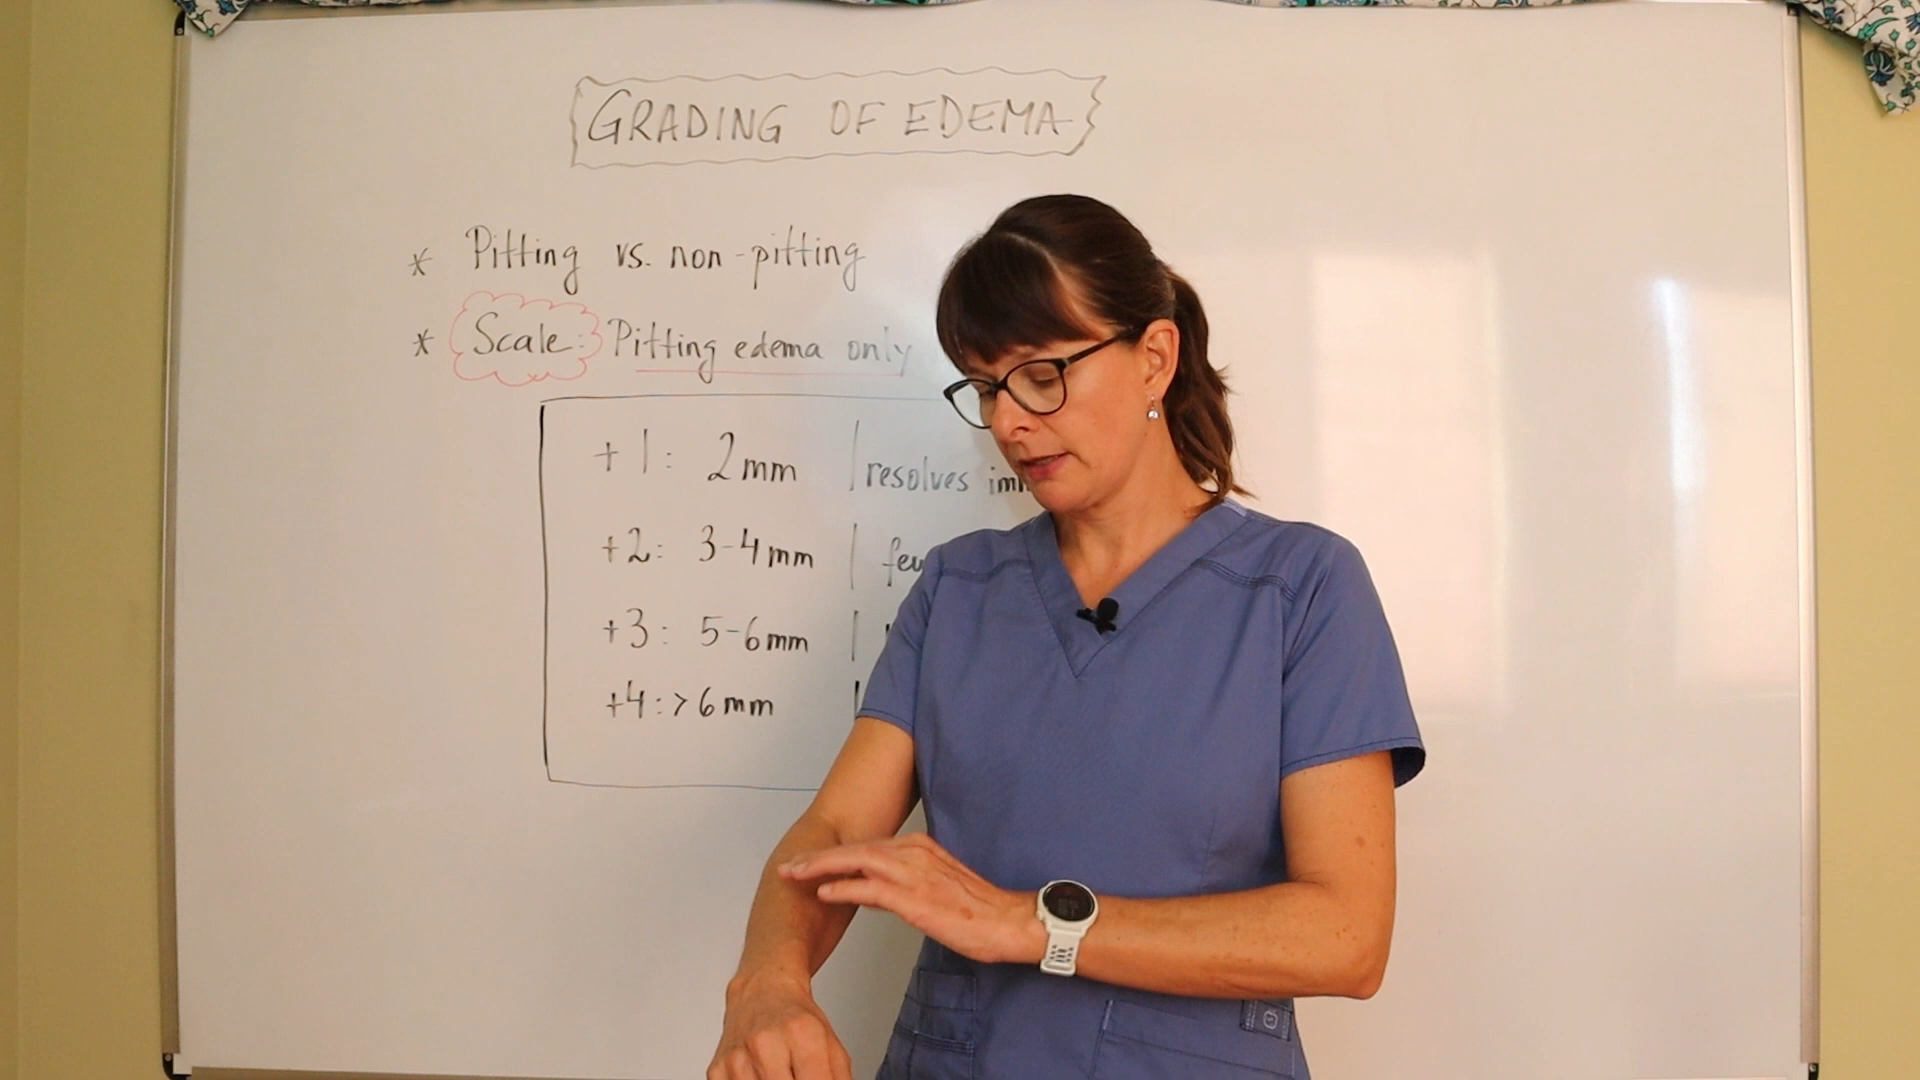 GRADING OF EDEMA
* Pitting vs. non-pitting
* Scale: Pitting edema only
+1: 2mm | resolves
+2: 3-4mm |
+3: 5-6mm |
+4: >6mm |